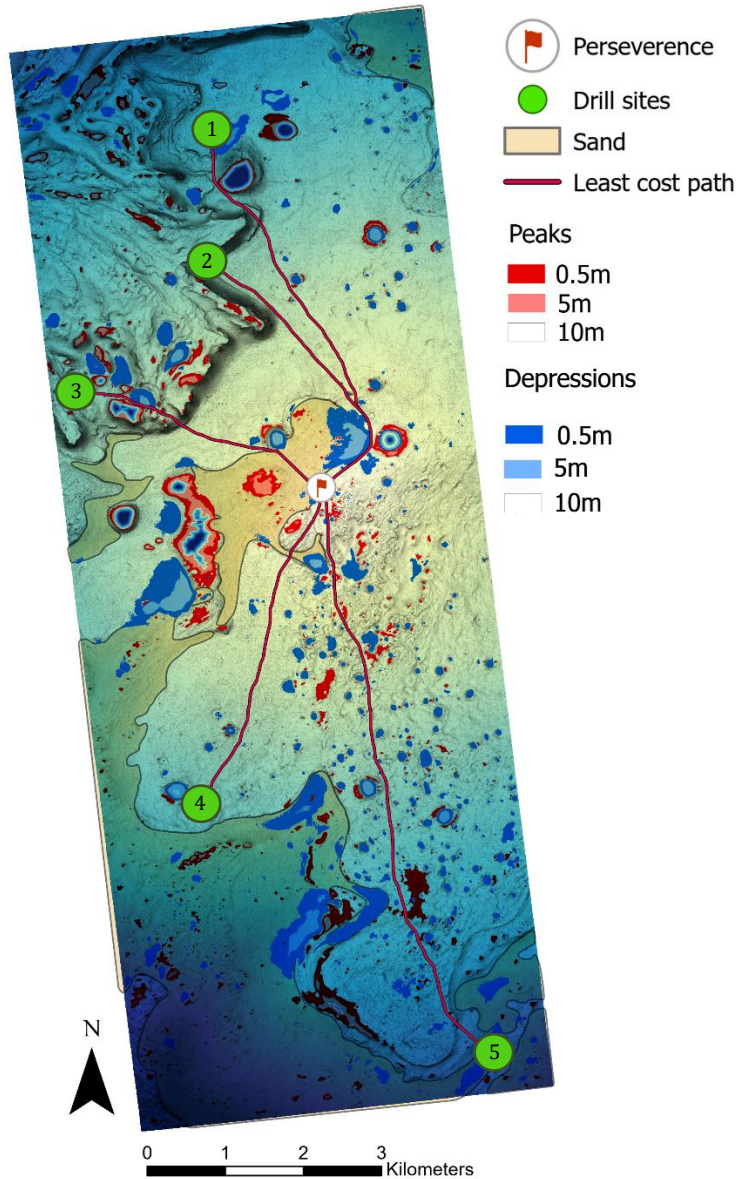 Perseverence
Drill sites
Sand
Least cost path
Peaks
0.5m
5m
10m
Depressions
0.5m
5m
10m
1
2
3
4
5
N
0 1 2 3
Kilometers